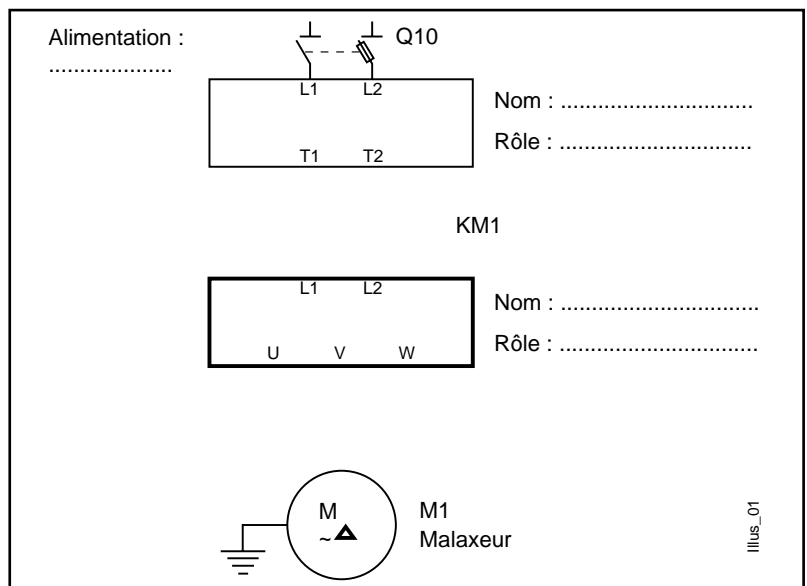 Alimentation :
....................
Q10
L1 L2
T1 T2
Nom : ...............................
Rôle : ...............................
KM1
L1 L2
U V W
Nom : ................................
Rôle : ................................
M
~
M1
Malaxeur
Illus_01